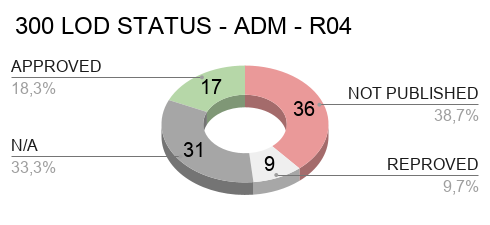 300 LOD STATUS - ADM - R04
APPROVED
18,3%
17
36
NOT PUBLISHED
38,7%
N/A
33,3%
31
9
REPROVED
9,7%